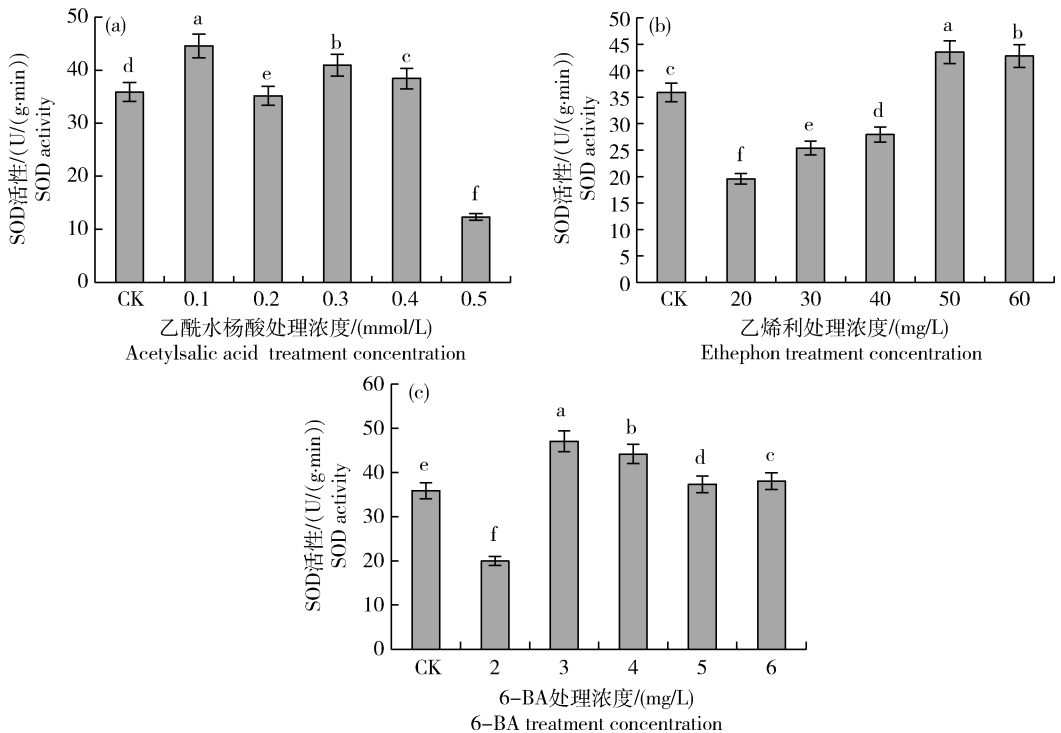 (a)
SOD活性/(U/(g·min))
SOD activity
50
40
30
20
10
0
d
a
e
b
c
f
CK 0.1 0.2 0.3 0.4 0.5
乙酰水杨酸处理浓度/(mmol/L)
Acetylsalic acid treatment concentration
(b)
SOD活性/(U/(g·min))
SOD activity
50
45
40
35
30
25
20
15
10
5
0
c
f
e
d
a
b
CK 20 30 40 50 60
乙烯利处理浓度/(mg/L)
Ethephon treatment concentration
(c)
SOD活性/(U/(g·min))
SOD activity
60
50
40
30
20
10
0
e
f
a
b
d
c
CK 2 3 4 5 6
6-BA处理浓度/(mg/L)
6-BA treatment concentration